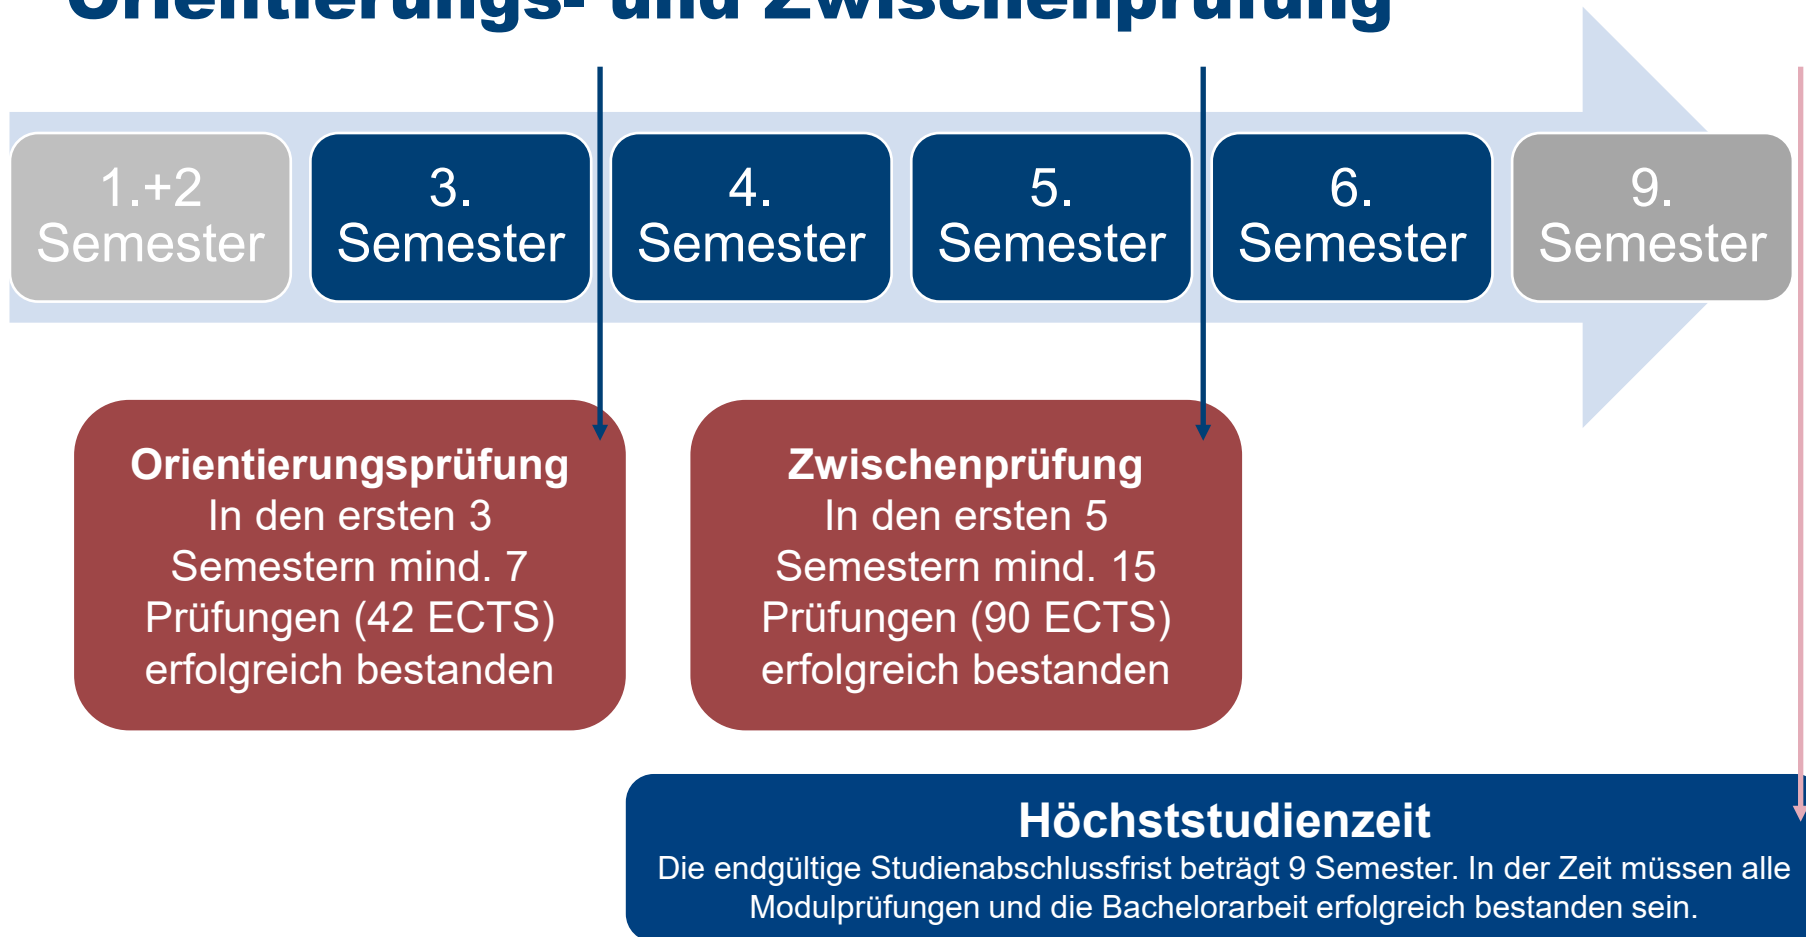 Orientierungs- und Zwischenprüfung
1.+2
Semester
3.
Semester
4.
Semester
5.
Semester
6.
Semester
9.
Semester
Orientierungsprüfung
In den ersten 3
Semestern mind. 7
Prüfungen (42 ECTS)
erfolgreich bestanden
Zwischenprüfung
In den ersten 5
Semestern mind. 15
Prüfungen (90 ECTS)
erfolgreich bestanden
Höchststudienzeit
Die endgültige Studienabschlussfrist beträgt 9 Semester. In der Zeit müssen alle
Modulprüfungen und die Bachelorarbeit erfolgreich bestanden sein.